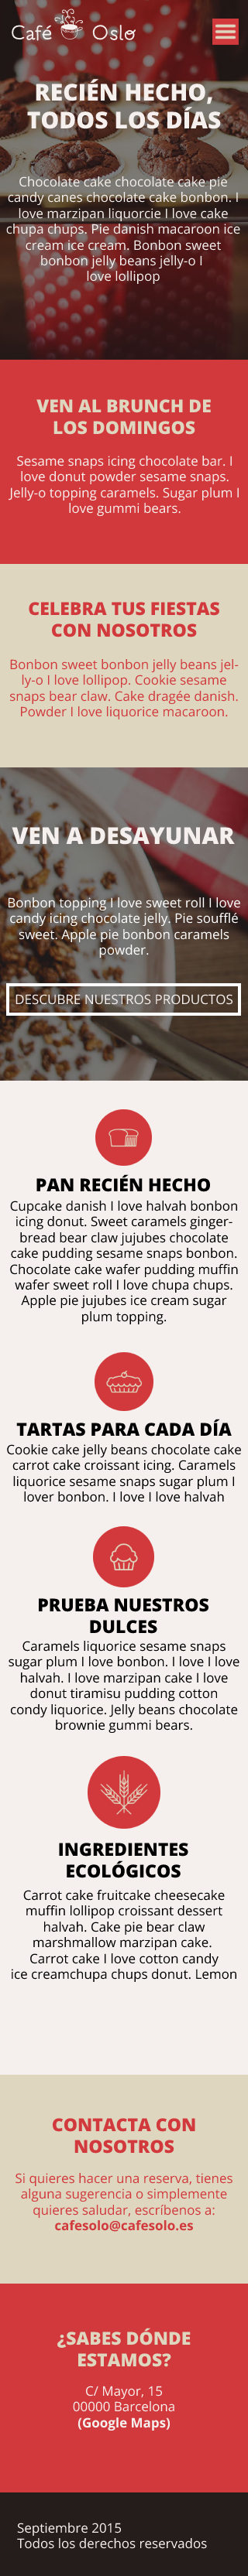 Café Oslo
RECIÉN HECHO,
TODOS LOS DÍAS
Chocolate cake chocolate cake pie
candy canes chocolate cake bonbon. I
love marzipan liquorcie I love cake
chupa chups. Pie danish macaroon ice
cream ice cream. Bonbon sweet
bonbon jelly beans jelly-o I
love lollipop
VEN AL BRUNCH DE
LOS DOMINGOS
Sesame snaps icing chocolate bar. I
love donut powder sesame snaps.
Jelly-o topping caramels. Sugar plum I
love gummi bears.
CELEBRA TUS FIESTAS
CON NOSOTROS
Bonbon sweet bonbon jelly beans jel-
ly-o I love lollipop. Cookie sesame
snaps bear claw. Cake dragée danish.
Powder I love liquorice macaroon.
VEN A DESAYUNAR
Bonbon topping I love sweet roll I love
candy icing chocolate jelly. Pie soufflé
sweet. Apple pie bonbon caramels
powder.
DESCUBRE NUESTROS PRODUCTOS
PAN RECIÉN HECHO
Cupcake danish I love halvah bonbon
icing donut. Sweet caramels ginger-
bread bear claw jujubes chocolate
cake pudding sesame snaps bonbon.
Chocolate cake wafer pudding muffin
wafer sweet roll I love chupa chups.
Apple pie jujubes ice cream sugar
plum topping.
TARTAS PARA CADA DÍA
Cookie cake jelly beans chocolate cake
carrot cake croissant icing. Caramels
liquorice sesame snaps sugar plum I
lover bonbon. I love I love halvah
PRUEBA NUESTROS
DULCES
Caramels liquorice sesame snaps
sugar plum I love bonbon. I love I love
halvah. I love marzipan cake I love
donut tiramisu pudding cotton
condy liquorice. Jelly beans chocolate
brownie gummi bears.
INGREDIENTES
ECOLÓGICOS
Carrot cake fruitcake cheesecake
muffin lollipop croissant dessert
halvah. Cake pie bear claw
marshmallow marzipan cake.
Carrot cake I love cotton candy
ice creamchupa chups donut. Lemon
CONTACTA CON
NOSOTROS
Si quieres hacer una reserva, tienes
alguna sugerencia o simplemente
quieres saludar, escríbenos a:
cafesolo@cafesolo.es
¿SABES DÓNDE
ESTAMOS?
C/ Mayor, 15
00000 Barcelona
(Google Maps)
Septiembre 2015
Todos los derechos reservados